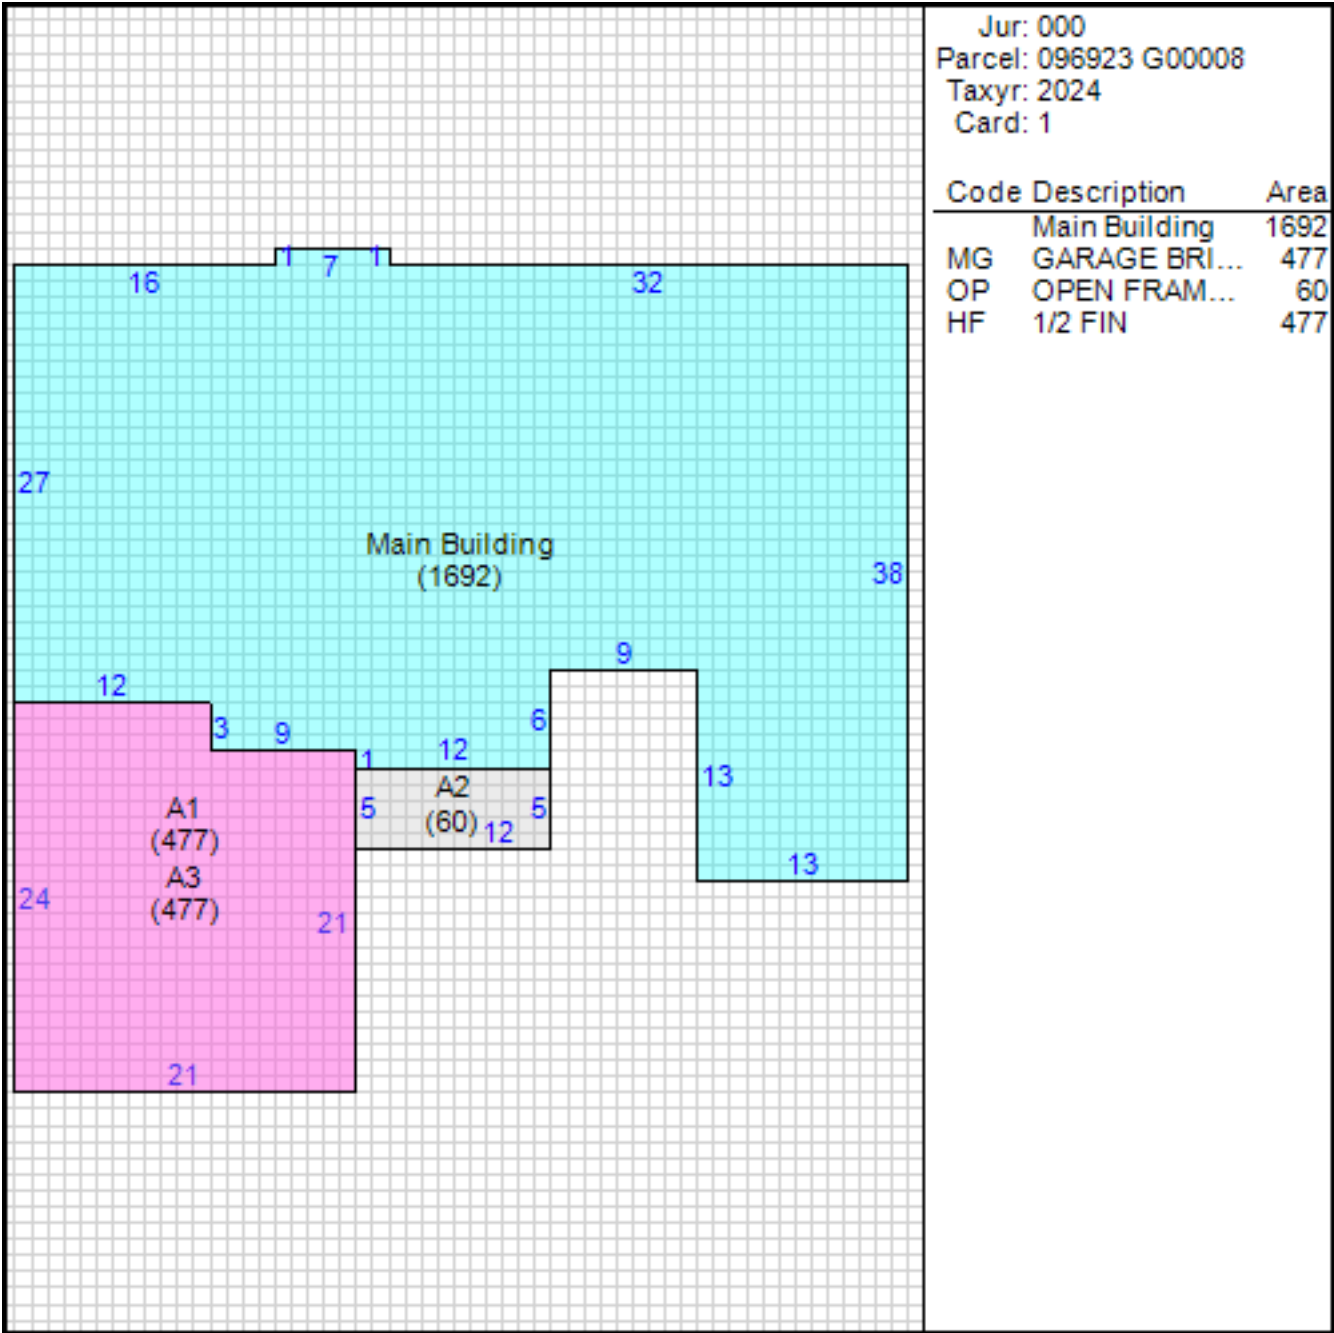 Jur: 000
Parcel: 096923 G00008
Taxyr: 2024
Card: 1
Code Description Area
Main Building 1692
MG GARAGE BRI... 477
OP OPEN FRAM... 60
HF 1/2 FIN 477
1 7 1
16 32
27
Main Building
(1692)
38
9
12
3 9 6
1 12
13
A2
5 (60) 12 5
A1
(477)
A3
(477)
13
24 21
21